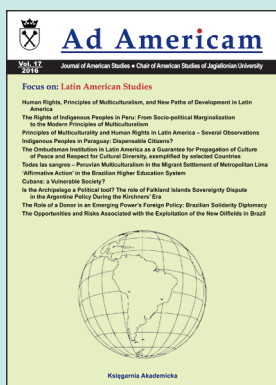 Ad Americam
Vol. 17
2016
Journal of American Studies ● Chair of American Studies of Jagiellonian University
Focus on: Latin American Studies
Human Rights, Principles of Multiculturalism, and New Paths of Development in Latin
America
The Rights of Indigenous Peoples in Peru: From Socio-political Marginalization
to the Modern Principles of Multiculturalism
Principles of Multiculturality and Human Rights in Latin America – Several Observations
Indigenous Peoples in Paraguay: Dispensable Citizens?
The Ombudsman Institution in Latin America as a Guarantee for Propagation of Culture
of Peace and Respect for Cultural Diversity, exemplified by selected Countries
Todas las sangres – Peruvian Multiculturalism in the Migrant Settlement of Metropolitan Lima
‘Affirmative Action’ in the Brazilian Higher Education System
Cubans: a Vulnerable Society?
Is the Archipelago a Political tool? The role of Falkland Islands Sovereignty Dispute
in the Argentine Policy During the Kirchners’ Era
The Role of a Donor in an Emerging Power’s Foreign Policy: Brazilian Solidarity Diplomacy
The Opportunities and Risks Associated with the Exploitation of the New Oilfields in Brazil
Księgarnia Akademicka